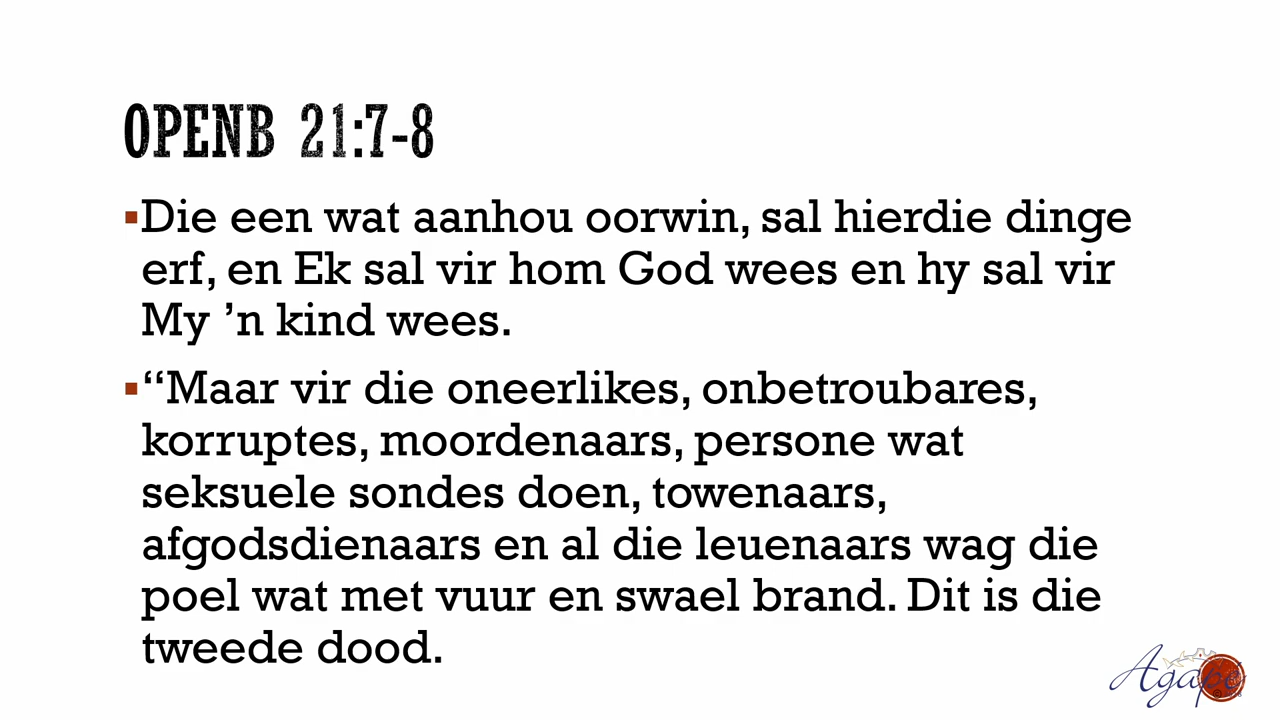 OPENB 21:7-8
▪Die een wat aanhou oorwin, sal hierdie dinge
erf, en Ek sal vir hom God wees en hy sal vir
My ’n kind wees.
▪“Maar vir die oneerlikes, onbetroubares,
korruptes, moordenaars, persone wat
seksuele sondes doen, towenaars,
afgodsdienaars en al die leuenaars wag die
poel wat met vuur en swael brand. Dit is die
tweede dood.
Agapé